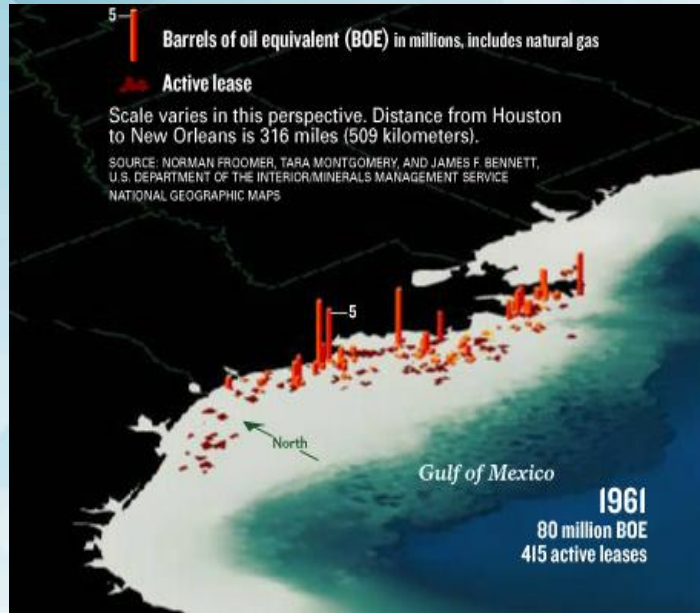 5
Barrels of oil equivalent (BOE) in millions, includes natural gas
Active lease
Scale varies in this perspective. Distance from Houston
to New Orleans is 316 miles (509 kilometers).
SOURCE: NORMAN FROOMER, TARA MONTGOMERY, AND JAMES F. BENNETT,
U.S. DEPARTMENT OF THE INTERIOR/MINERALS MANAGEMENT SERVICE
NATIONAL GEOGRAPHIC MAPS
5
North
Gulf of Mexico
1961
80 million BOE
415 active leases